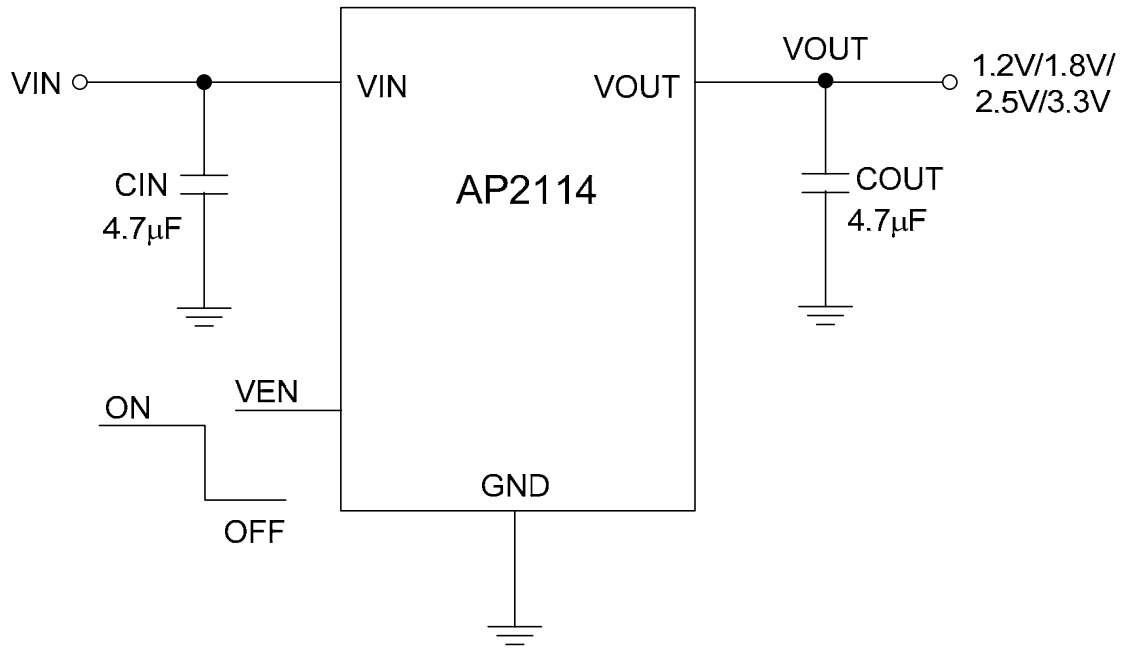 VOUT
VIN
VIN
VOUT
1.2V/1.8V/
2.5V/3.3V
CIN
4.7μF
AP2114
COUT
4.7μF
VEN
ON
OFF
GND